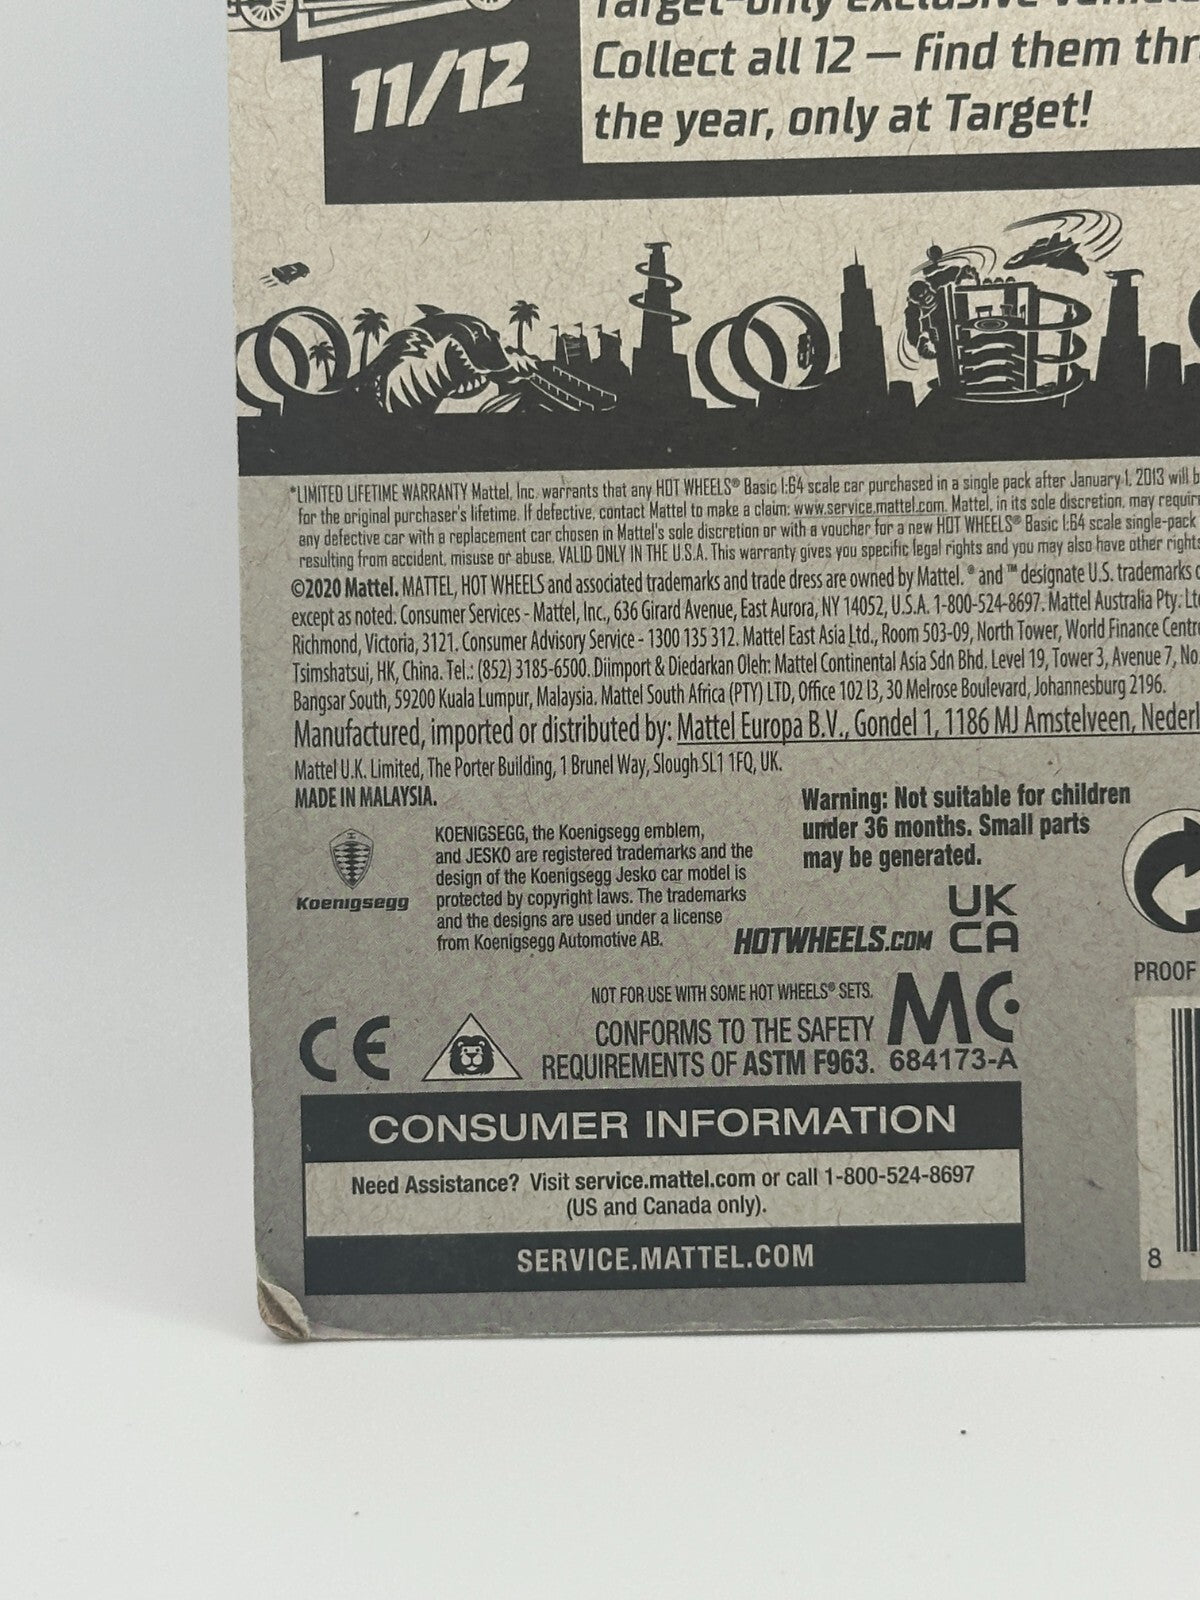 Target-only exclusive
Collect all 12 — find them
the year, only at Target!
11/12
*LIMITED LIFETIME WARRANTY Mattel, Inc. warrants that any HOT WHEELS® Basic 1:64 scale car purchased in a single pack after January 1, 2013 will
for the original purchaser's lifetime. If defective, contact Mattel to make a claim: www.service.mattel.com. Mattel, in its sole discretion, may
any defective car with a replacement car chosen in Mattel's sole discretion or with a voucher for a new HOT WHEELS® Basic 1:64 scale single-pack
resulting from accident, misuse or abuse. VALID ONLY IN THE U.S.A. This warranty gives you specific legal rights and you may also have other rights
©2020 Mattel. MATTEL, HOT WHEELS and associated trademarks and trade dress are owned by Mattel. ® and ™ designate U.S. trademarks
except as noted. Consumer Services - Mattel, Inc., 636 Girard Avenue, East Aurora, NY 14052, U.S.A. 1-800-524-8697. Mattel Australia Pty.
Richmond, Victoria, 3121. Consumer Advisory Service - 1300 135 312. Mattel East Asia Ltd., Room 503-09, North Tower, World Finance
Tsimshatsui, HK, China. Tel.: (852) 3185-6500. Diimport & Diedarkan Oleh: Mattel Continental Asia Sdn Bhd. Level 19, Tower 3, Avenue 7, No.
Bangsar South, 59200 Kuala Lumpur, Malaysia. Mattel South Africa (PTY) LTD, Office 102 I3, 30 Melrose Boulevard, Johannesburg 2196.
Manufactured, imported or distributed by: Mattel Europa B.V., Gondel 1, 1186 MJ Amstelveen,
Mattel U.K. Limited, The Porter Building, 1 Brunel Way, Slough SL1 1FQ, UK.
MADE IN MALAYSIA.
Koenigsegg
KOENIGSEGG, the Koenigsegg emblem,
and JESKO are registered trademarks and the
design of the Koenigsegg Jesko car model is
protected by copyright laws. The trademarks
and the designs are used under a license
from Koenigsegg Automotive AB.
Warning: Not suitable for children
under 36 months. Small parts
may be generated.
HOTWHEELS.COM
UK
CA
PROOF
NOT FOR USE WITH SOME HOT WHEELS® SETS.
CONFORMS TO THE SAFETY
REQUIREMENTS OF ASTM F963.
MC
684173-A
CE
CONSUMER INFORMATION
Need Assistance? Visit service.mattel.com or call 1-800-524-8697
(US and Canada only).
SERVICE.MATTEL.COM
8